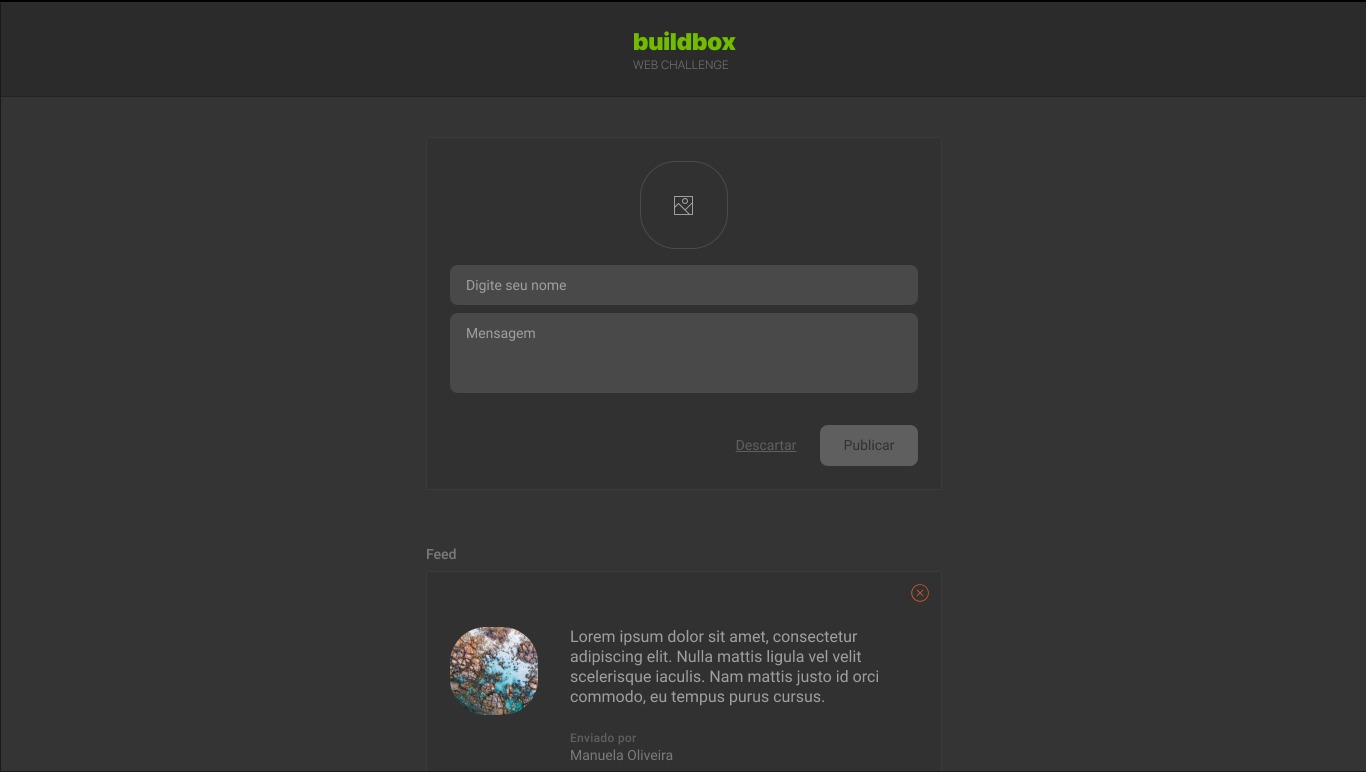 buildbox
WEB CHALLENGE
Digite seu nome
Mensagem
Descartar
Publicar
Feed
Lorem ipsum dolor sit amet, consectetur
adipiscing elit. Nulla mattis ligula vel velit
scelerisque iaculis. Nam mattis justo id orci
commodo, eu tempus purus cursus.
Enviado por
Manuela Oliveira